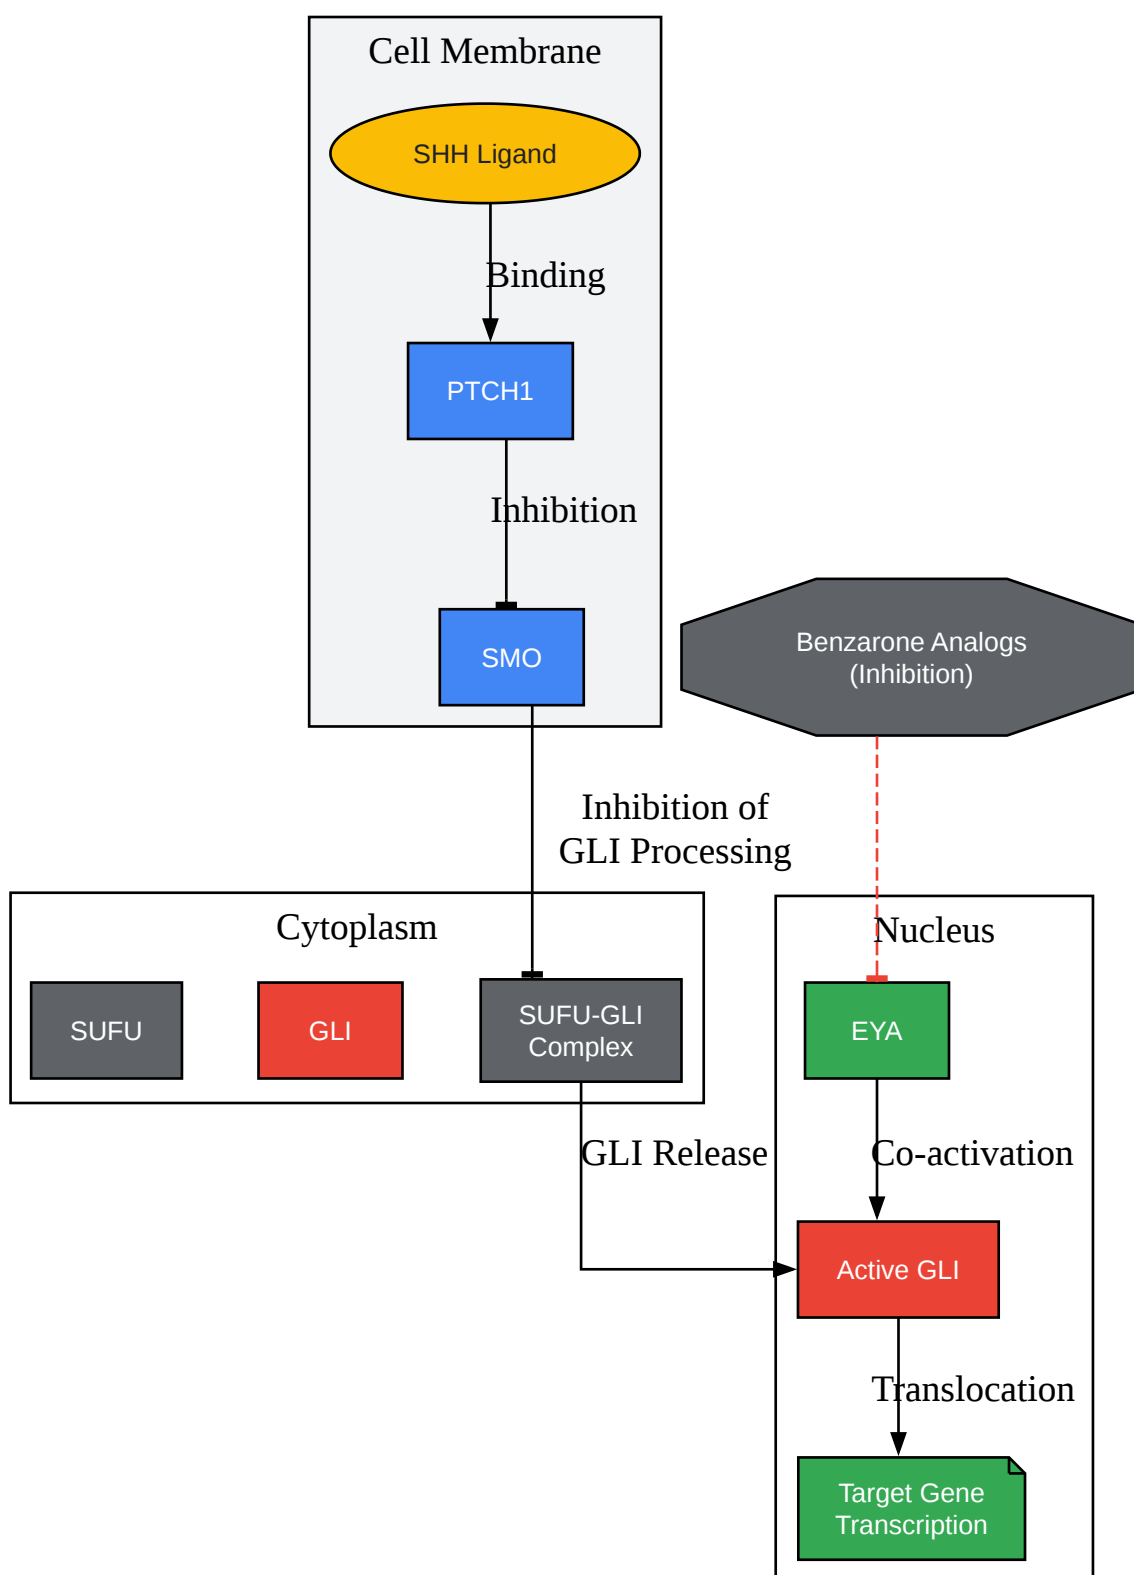 Cell Membrane
SHH Ligand
Binding
PTCH1
Inhibition
SMO
Benzarone Analogs
(Inhibition)
Inhibition of
GLI Processing
Cytoplasm
SUFU
GLI
SUFU-GLI
Complex
Nucleus
EYA
GLI Release
Co-activation
Active GLI
Translocation
Target Gene
Transcription